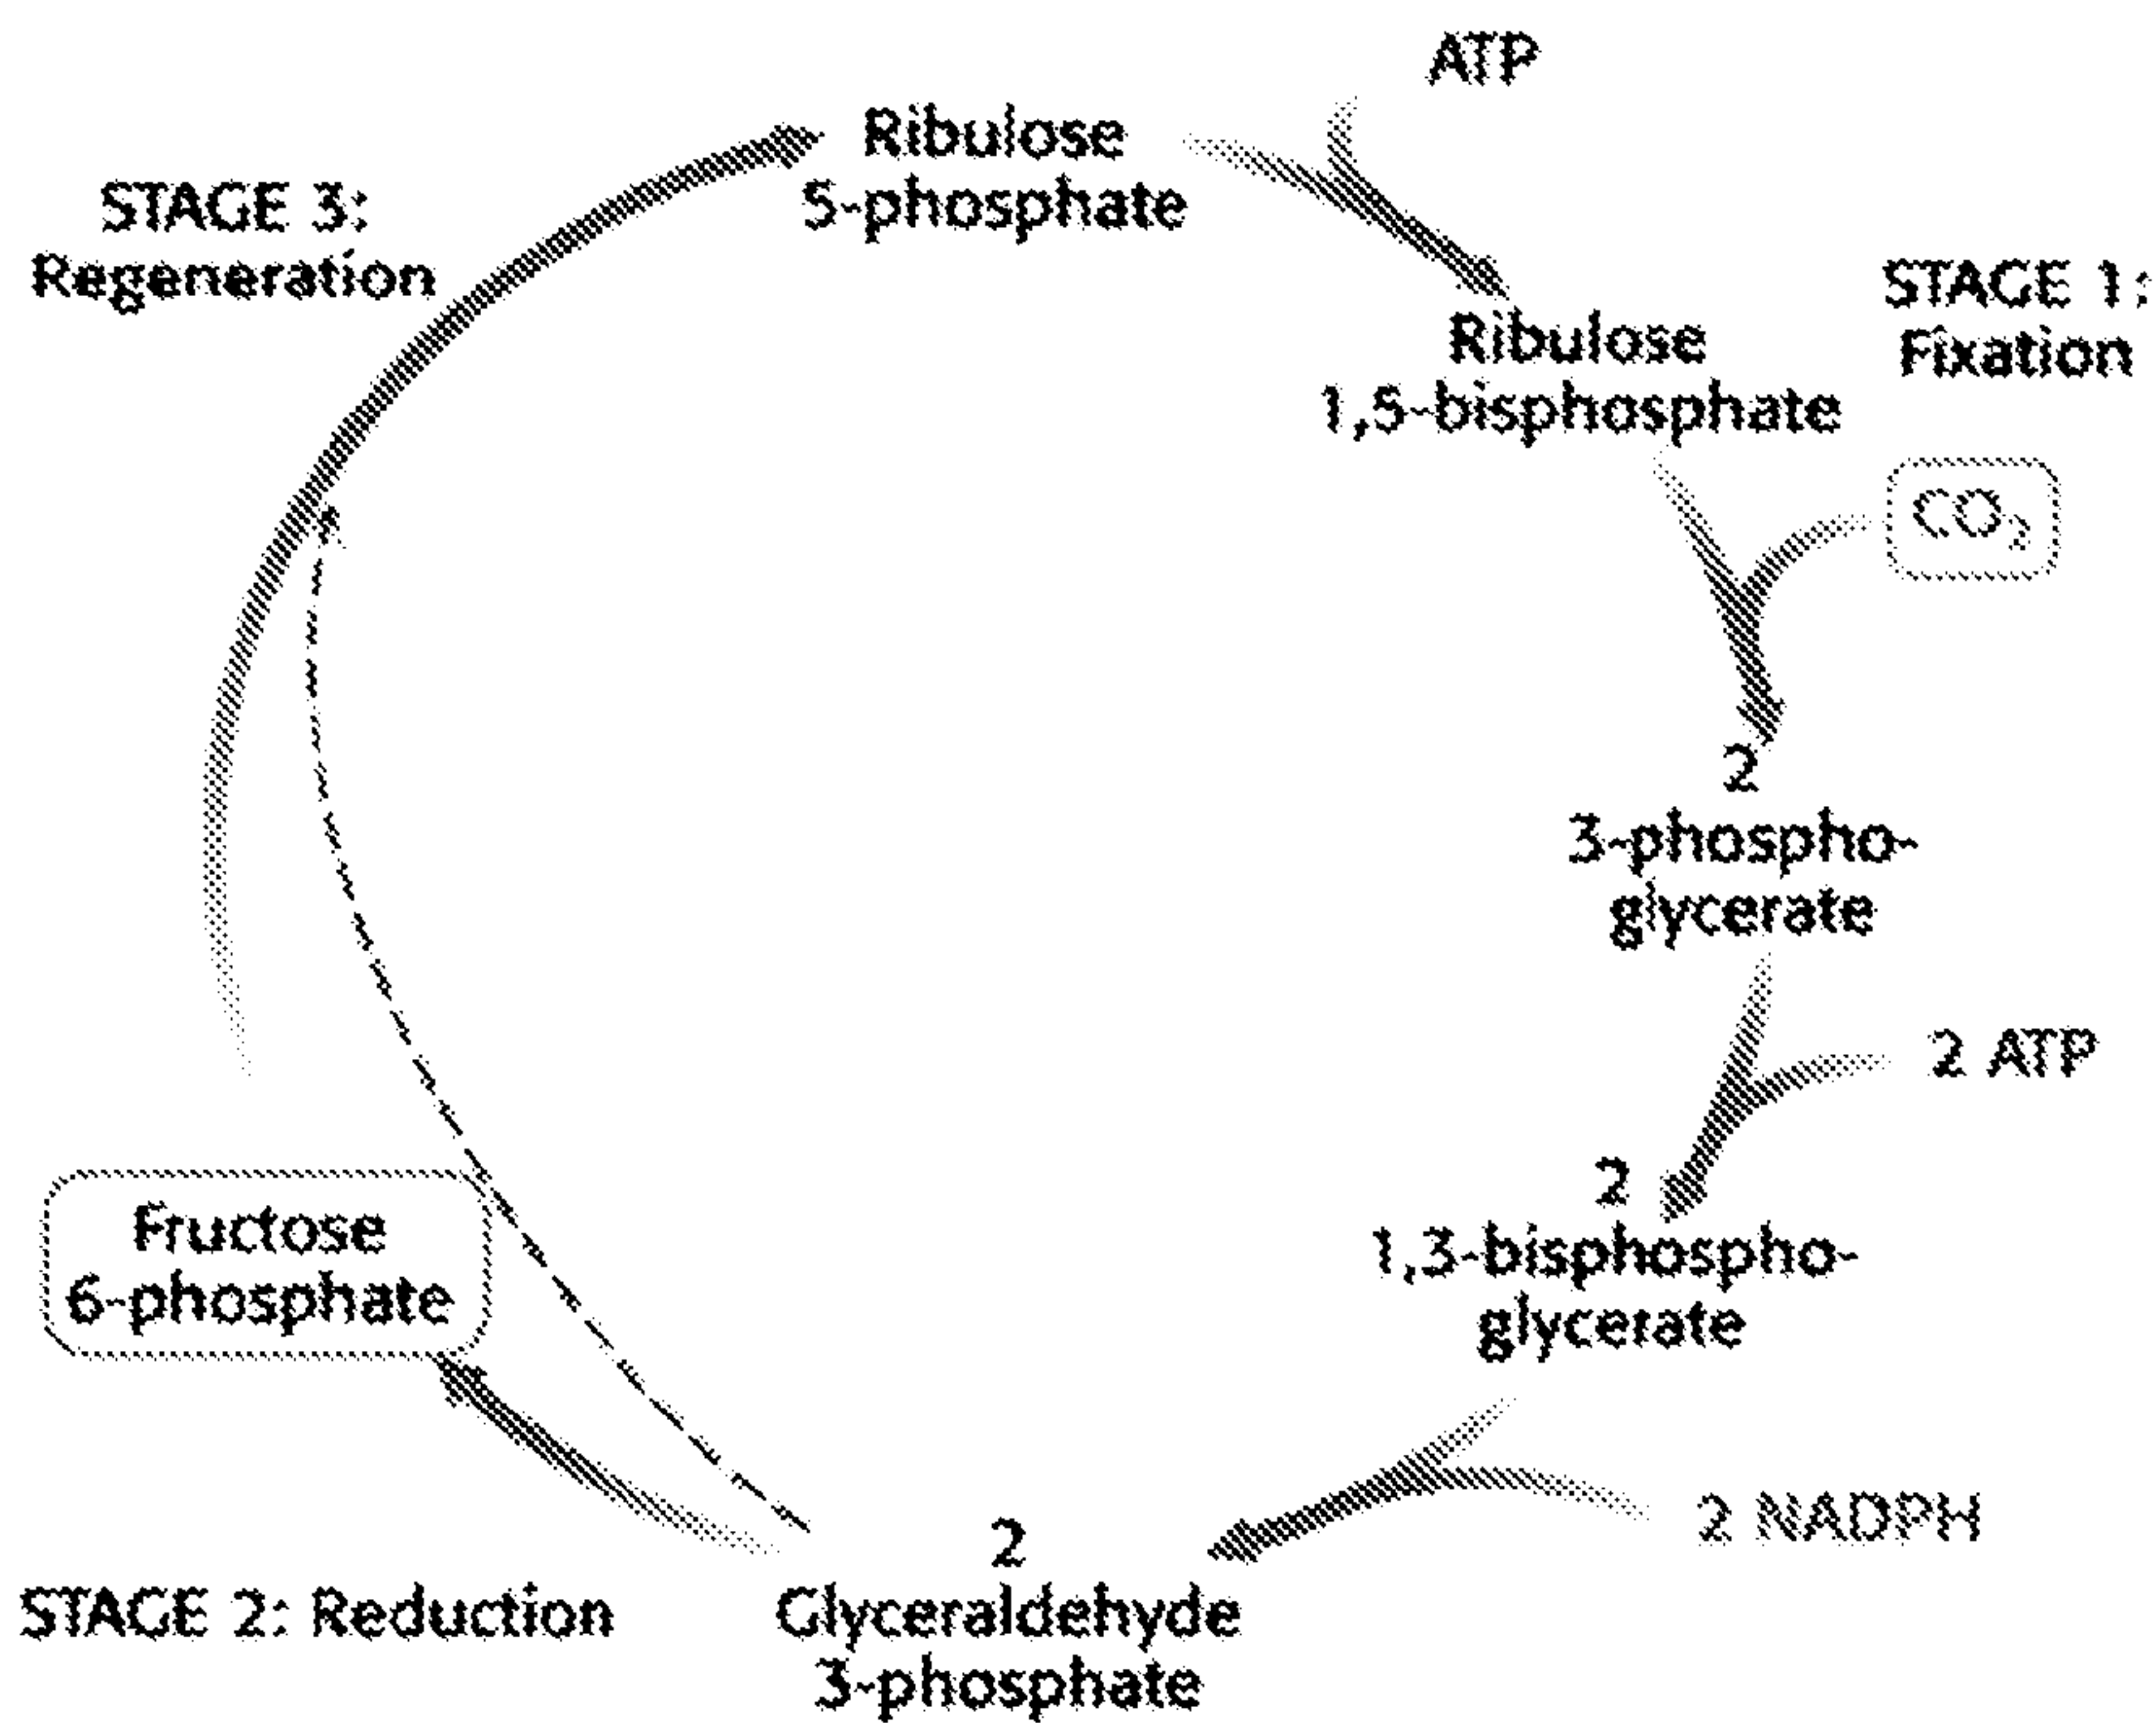 ATP
Ribulose
5-phosphate
STAGE 3:
Regeneration
STAGE 1:
Fixation
Ribulose
1,5-bisphosphate
CO₂
2
3-phospho-
glycerate
2 ATP
2
1,3-bisphospho-
glycerate
Fructose
6-phosphate
2 NADPH
2
Glyceraldehyde
3-phosphate
STAGE 2: Reduction